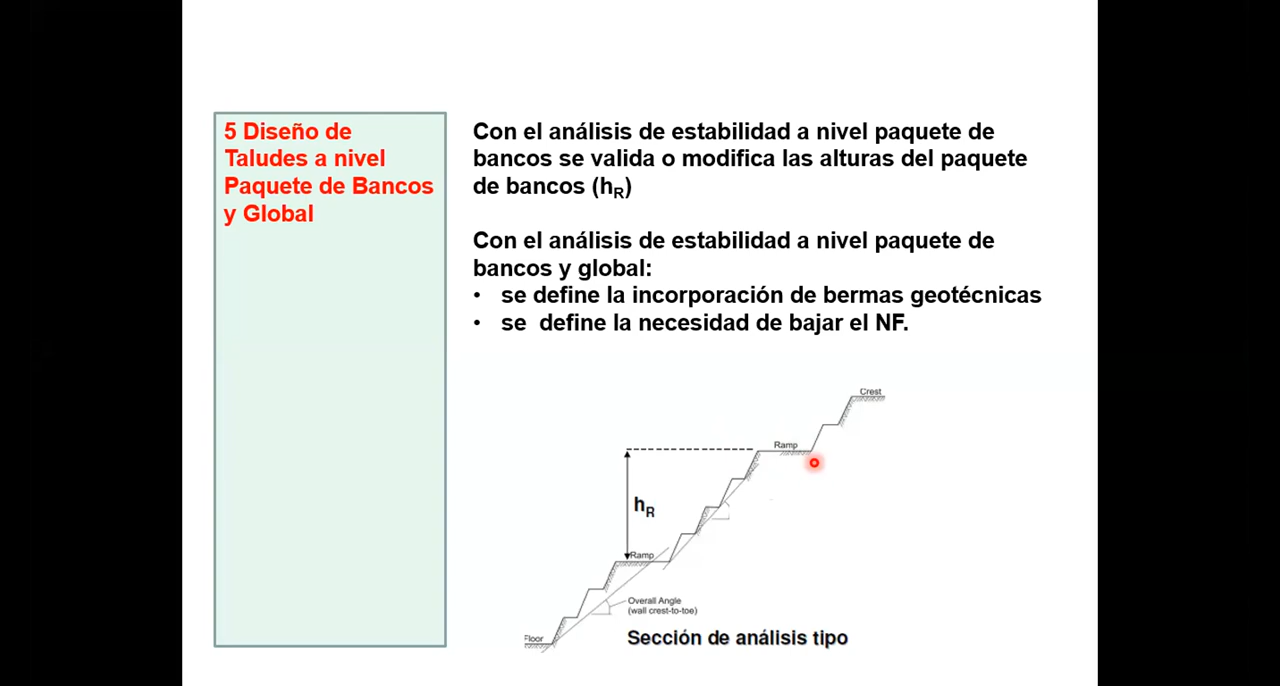 5 Diseño de
Taludes a nivel
Paquete de Bancos
y Global
Con el análisis de estabilidad a nivel paquete de
bancos se valida o modifica las alturas del paquete
de bancos (hR)
Con el análisis de estabilidad a nivel paquete de
bancos y global:
• se define la incorporación de bermas geotécnicas
• se define la necesidad de bajar el NF.
Crest
Ramp
hR
Ramp
Overall Angle
(wall crest-to-toe)
Floor
Sección de análisis tipo